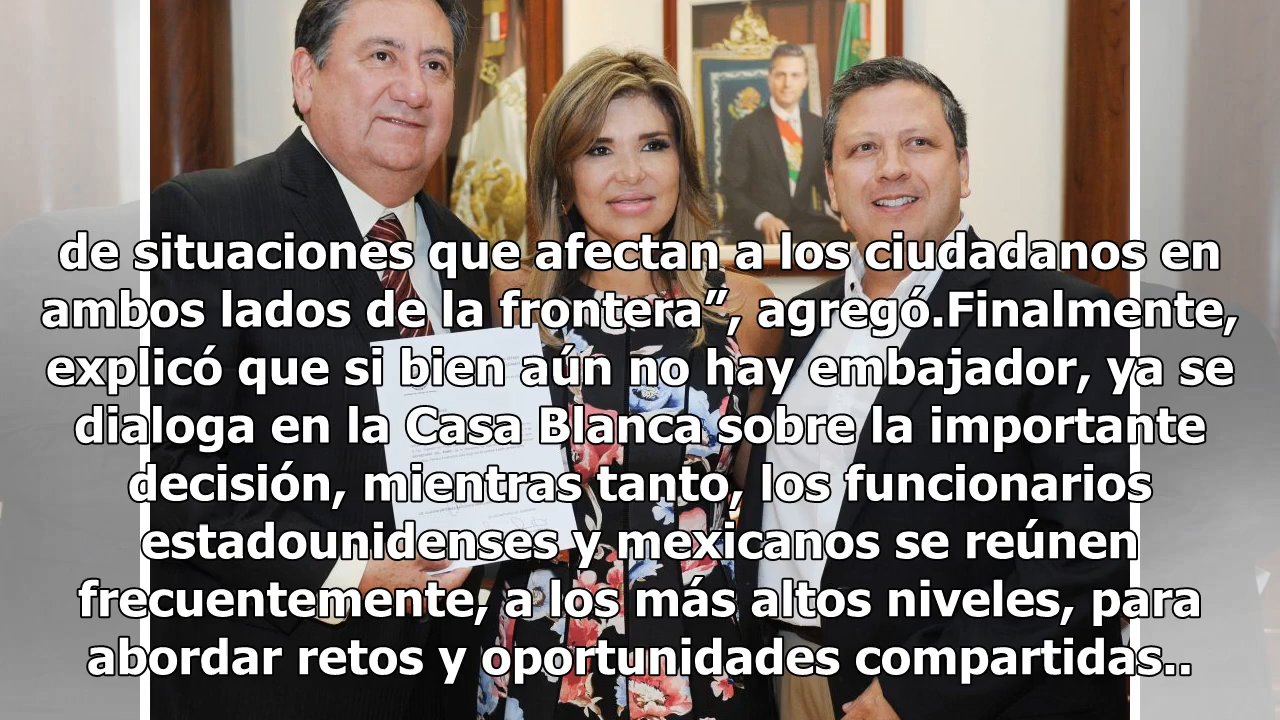 de situaciones que afectan a los ciudadanos en
ambos lados de la frontera”, agregó.Finalmente,
explicó que si bien aún no hay embajador, ya se
dialoga en la Casa Blanca sobre la importante
decisión, mientras tanto, los funcionarios
estadounidenses y mexicanos se reúnen
frecuentemente, a los más altos niveles, para
abordar retos y oportunidades compartidas..